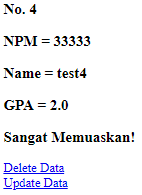 No. 4
NPM = 33333
Name = test4
GPA = 2.0
Sangat Memuaskan!
Delete Data
Update Data